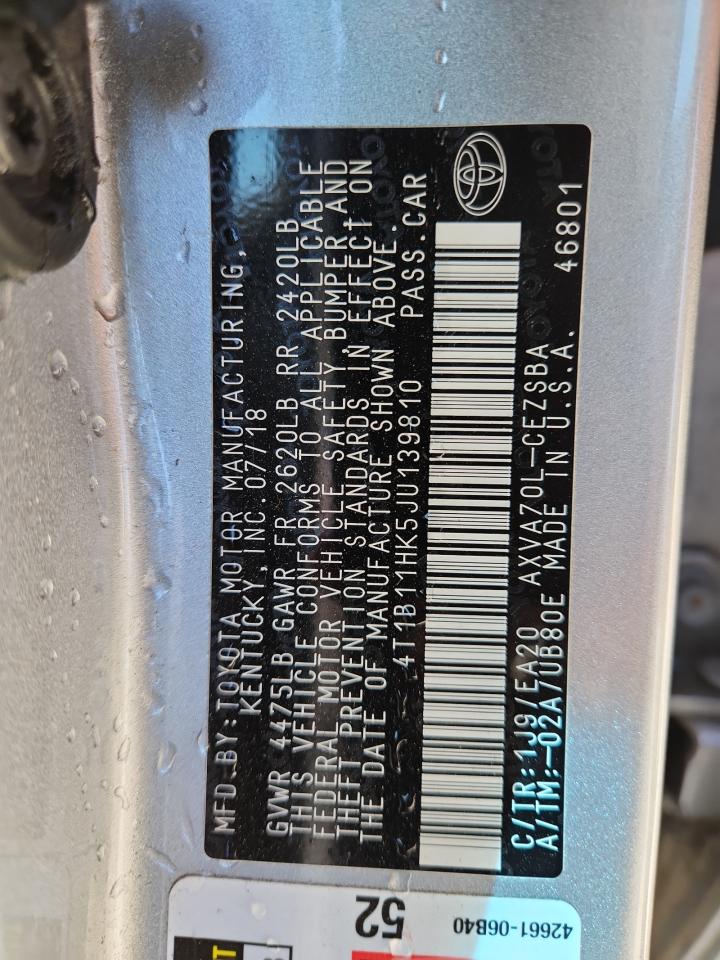 MFD.BY:TOYOTA MOTOR MANUFACTURING,
KENTUCKY,INC.07/18
GVWR 4475LB GAWR FR 2620LB RR 2420LB
THIS VEHICLE CONFORMS TO ALL APPLICABLE
FEDERAL MOTOR VEHICLE SAFETY, BUMPER,AND
THEFT PREVENTION STANDARDS IN EFFECT ON
THE DATE OF MANUFACTURE SHOWN ABOVE.
4T1B11HK5JU139810 PASS.CAR
C/TR:1J9/EA20 AXVA70L-CEZSBA
A/TM:-02A/UB80E MADE IN U.S.A. 46801
52
42661-06B40